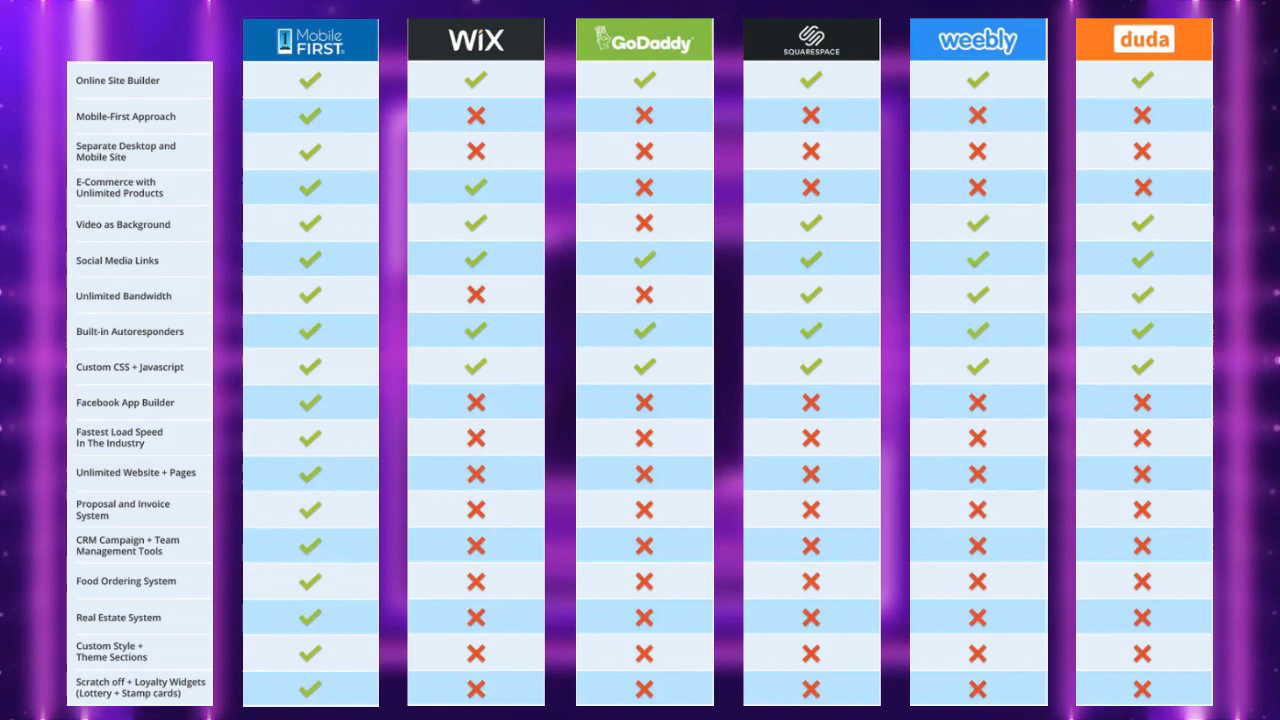 Mobile
FIRST
WiX
GoDaddy
SQUARESPACE
weebly
duda
Online Site Builder
Mobile-First Approach
Separate Desktop and
Mobile Site
E-Commerce with
Unlimited Products
Video as Background
Social Media Links
Unlimited Bandwidth
Built-in Autoresponders
Custom CSS + Javascript
Facebook App Builder
Fastest Load Speed
In The Industry
Unlimited Website + Pages
Proposal and Invoice
System
CRM Campaign + Team
Management Tools
Food Ordering System
Real Estate System
Custom Style +
Theme Sections
Scratch off + Loyalty Widgets
(Lottery + Stamp cards)